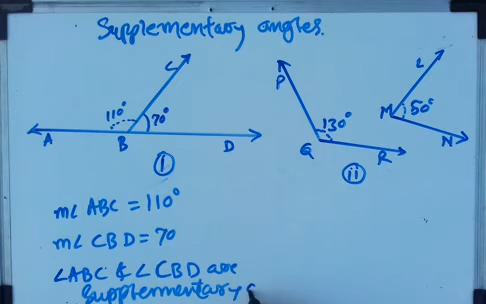 Supplementary angles.
C
110° 70°
A B D
i
P
130°
Q R
L
M 50°
N
ii
m∠ ABC = 110°
m∠ CBD = 70
∠ABC & ∠ CBD are
Supplementary